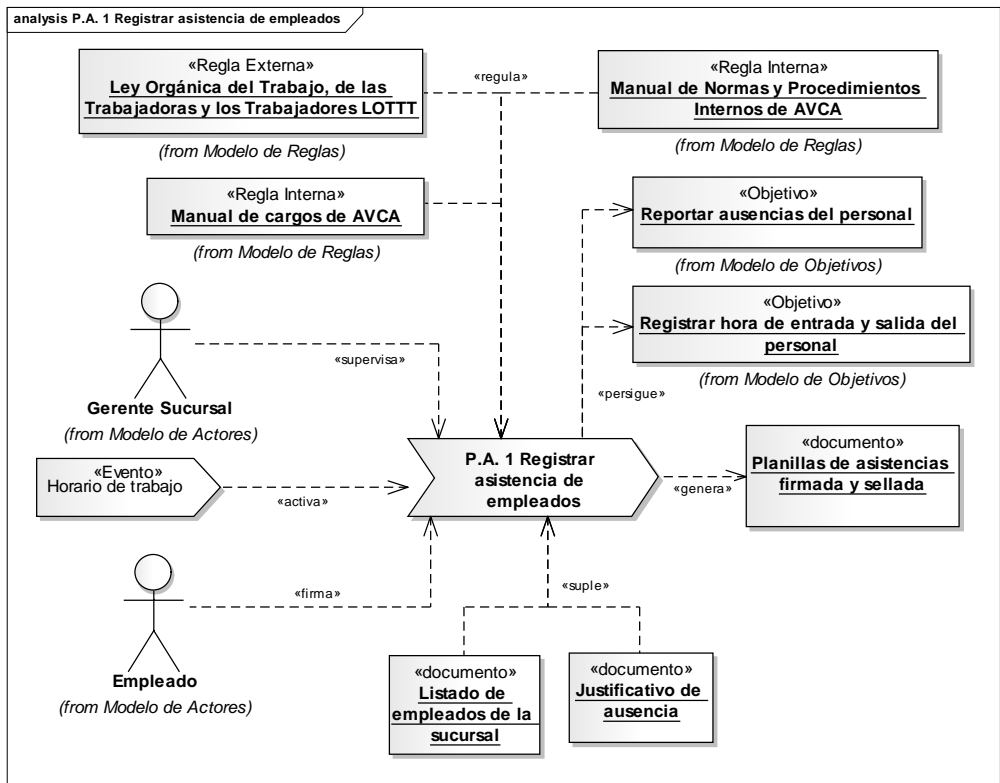 analysis P.A. 1 Registrar asistencia de empleados
«Regla Externa»
Ley Orgánica del Trabajo, de las
Trabajadoras y los Trabajadores LOTTT
(from Modelo de Reglas)
«regula»
«Regla Interna»
Manual de Normas y Procedimientos
Internos de AVCA
(from Modelo de Reglas)
«Regla Interna»
Manual de cargos de AVCA
(from Modelo de Reglas)
«Objetivo»
Reportar ausencias del personal
(from Modelo de Objetivos)
«Objetivo»
Registrar hora de entrada y salida del
personal
(from Modelo de Objetivos)
«supervisa»
«persigue»
Gerente Sucursal
(from Modelo de Actores)
«Evento»
Horario de trabajo
«activa»
P.A. 1 Registrar
asistencia de
empleados
«genera»
«documento»
Planillas de asistencias
firmada y sellada
«firma»
«suple»
Empleado
(from Modelo de Actores)
«documento»
Listado de
empleados de la
sucursal
«documento»
Justificativo de
ausencia